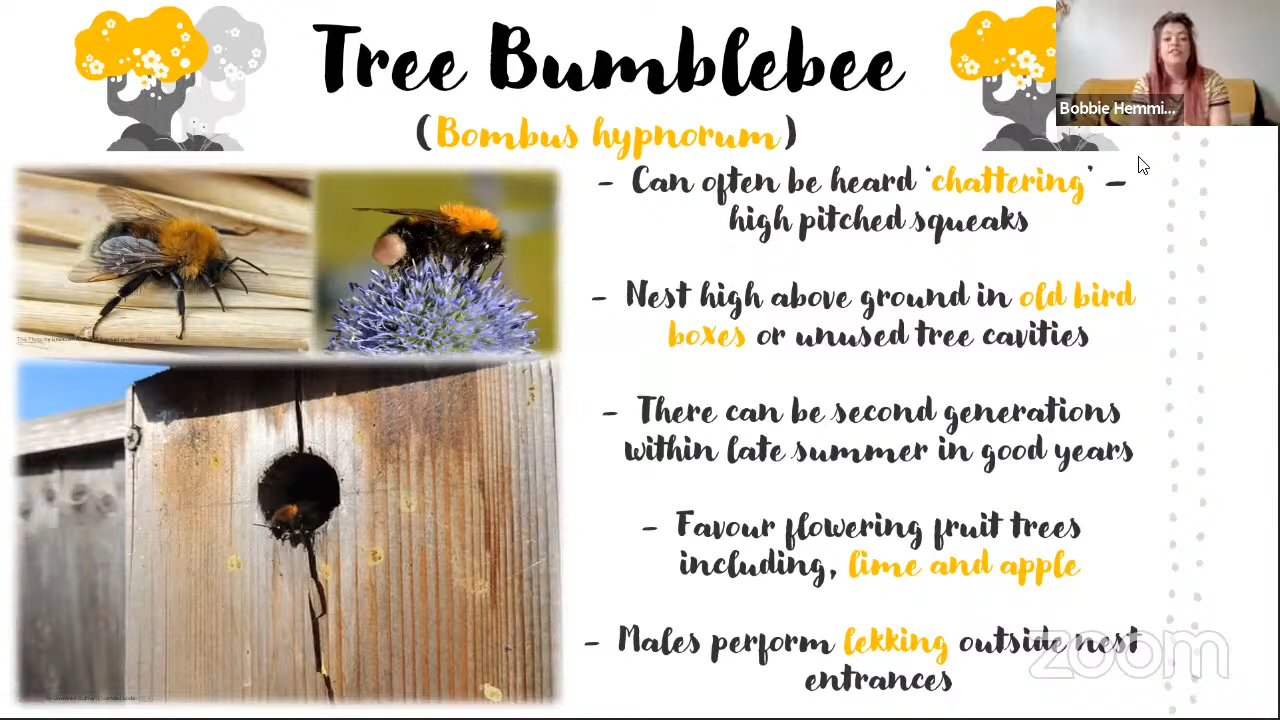 Tree Bumblebee
(Bombus hypnorum)
Bobbie Hemmi...
- Can often be heard ‘chattering’ –
high pitched squeaks
- Nest high above ground in old bird
boxes or unused tree cavities
- There can be second generations
within late summer in good years
- Favour flowering fruit trees
including, lime and apple
- Males perform lekking outside nest
entrances
zoom